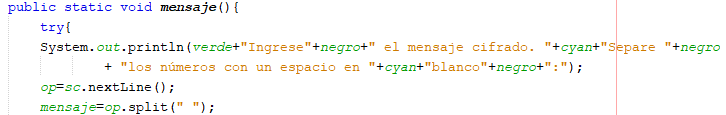 public static void mensaje(){
try{
System.out.println(verde+"Ingrese"+negro+" el mensaje cifrado. "+cyan+"Separe "+negro
+ "los números con un espacio en "+cyan+"blanco"+negro+":");
op=sc.nextLine();
mensaje=op.split(" ");